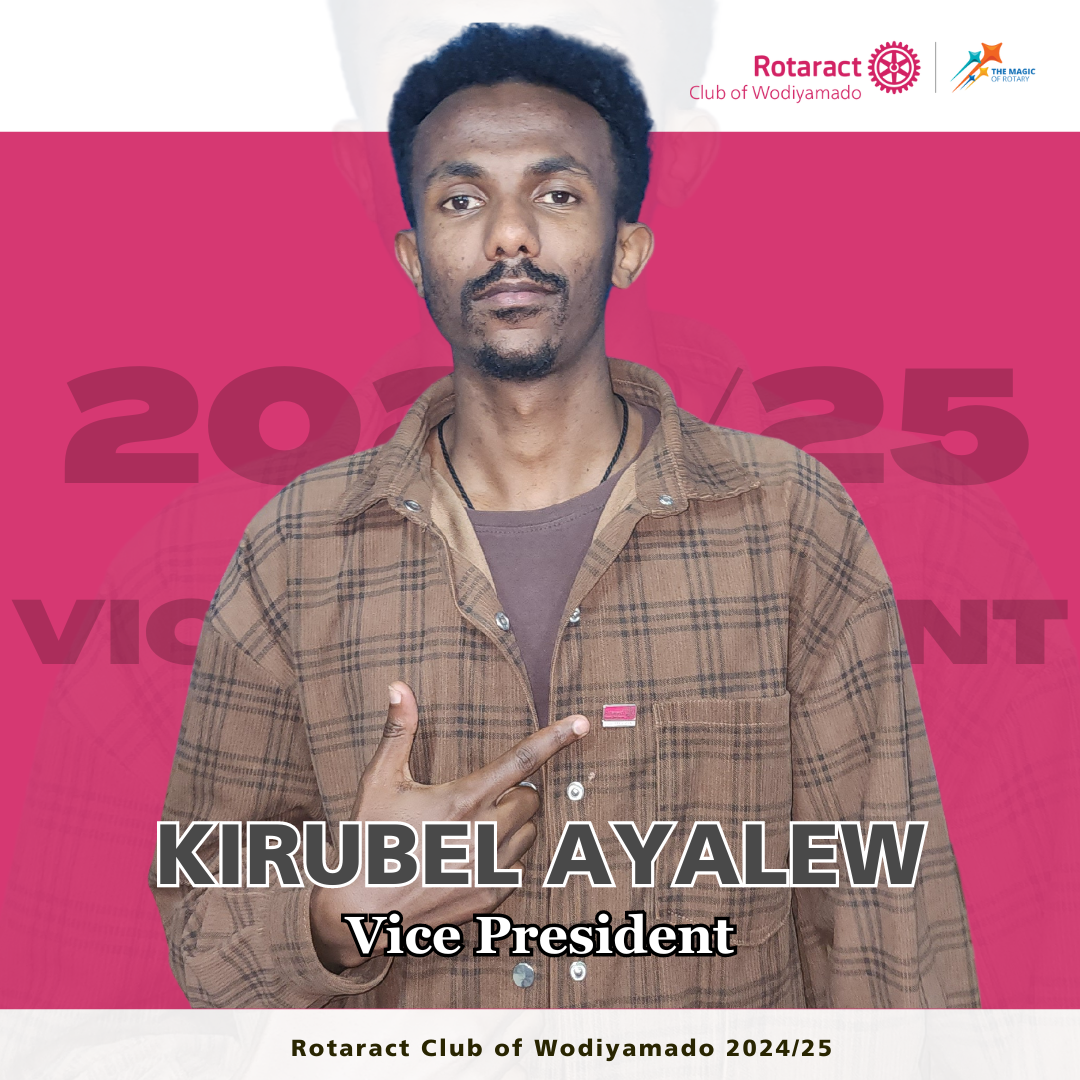 Rotaract
Club of Wodiyamado
THE MAGIC
OF ROTARY
KIRUBEL AYALEW
Vice President
Rotaract Club of Wodiyamado 2024/25